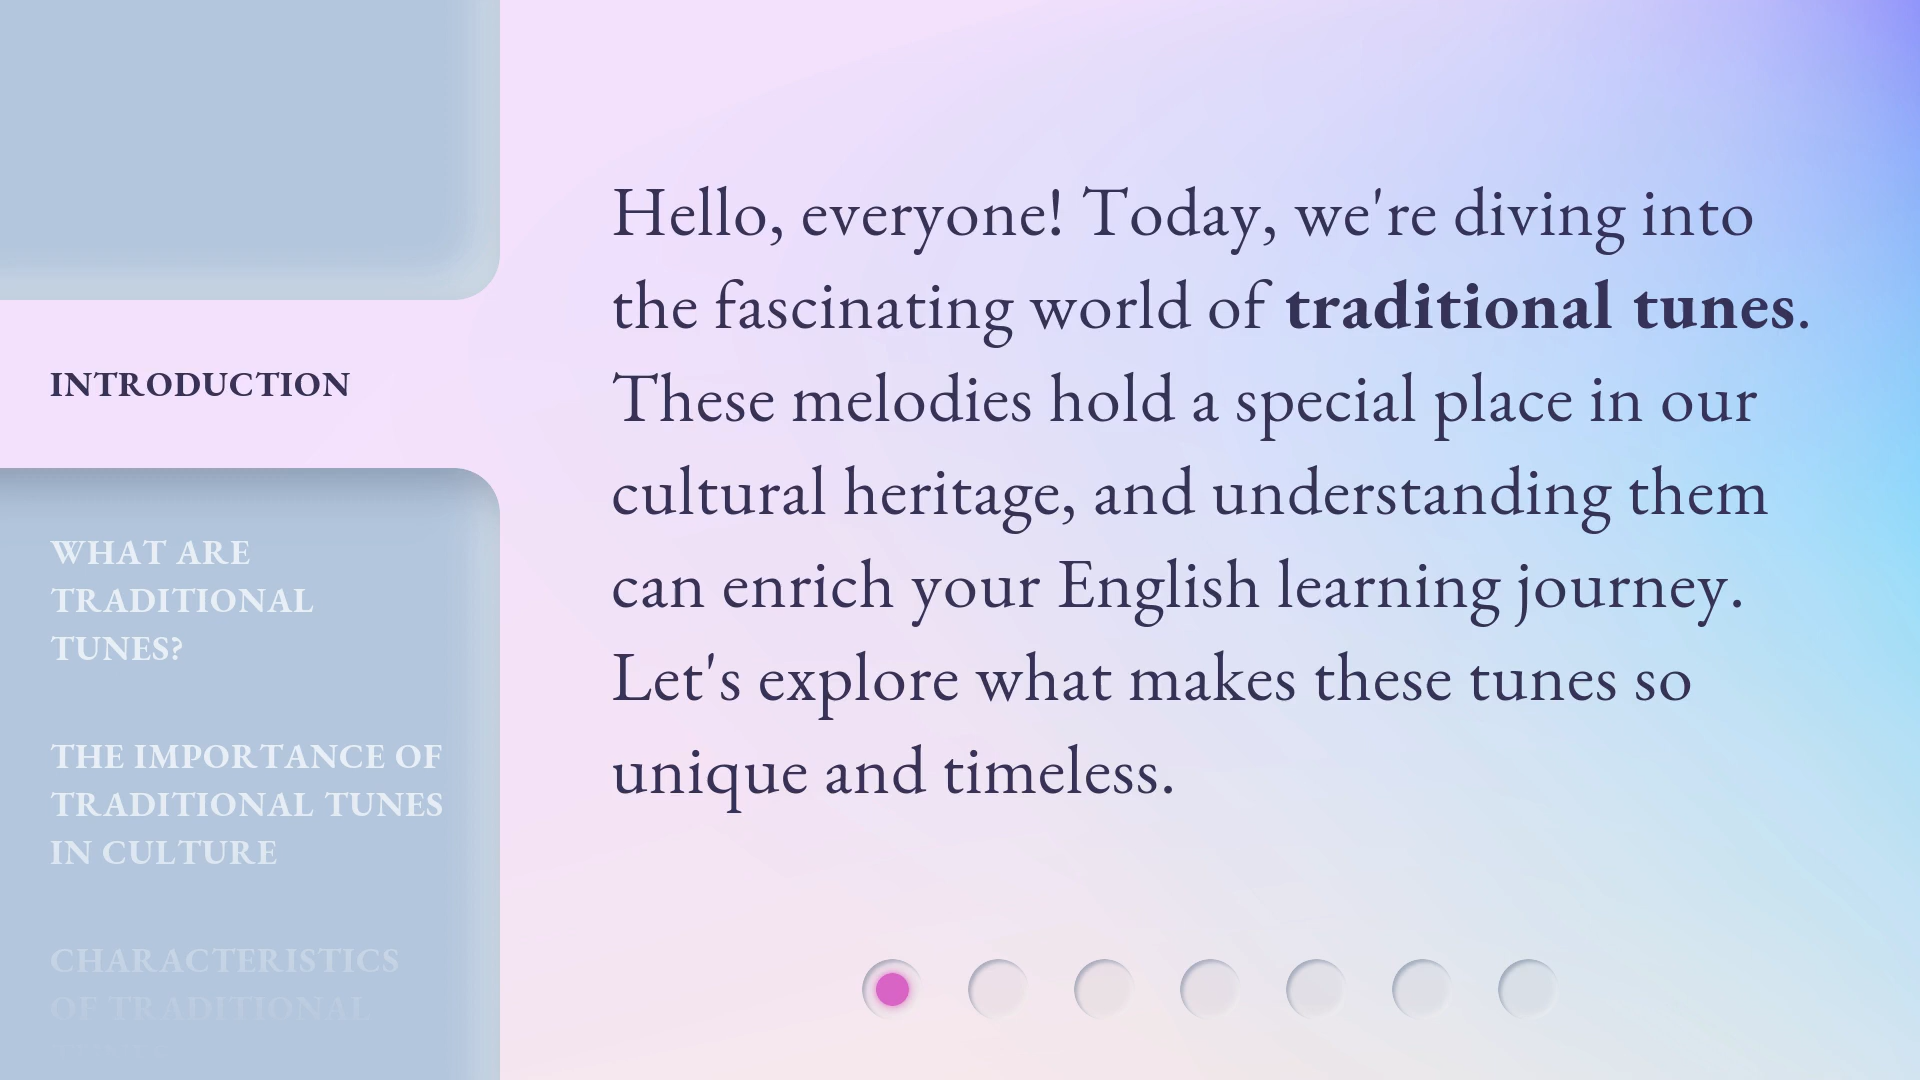 INTRODUCTION
WHAT ARE
TRADITIONAL
TUNES?
THE IMPORTANCE OF
TRADITIONAL TUNES
IN CULTURE
CHARACTERISTICS
OF TRADITIONAL
Hello, everyone! Today, we're diving into
the fascinating world of traditional tunes.
These melodies hold a special place in our
cultural heritage, and understanding them
can enrich your English learning journey.
Let's explore what makes these tunes so
unique and timeless.